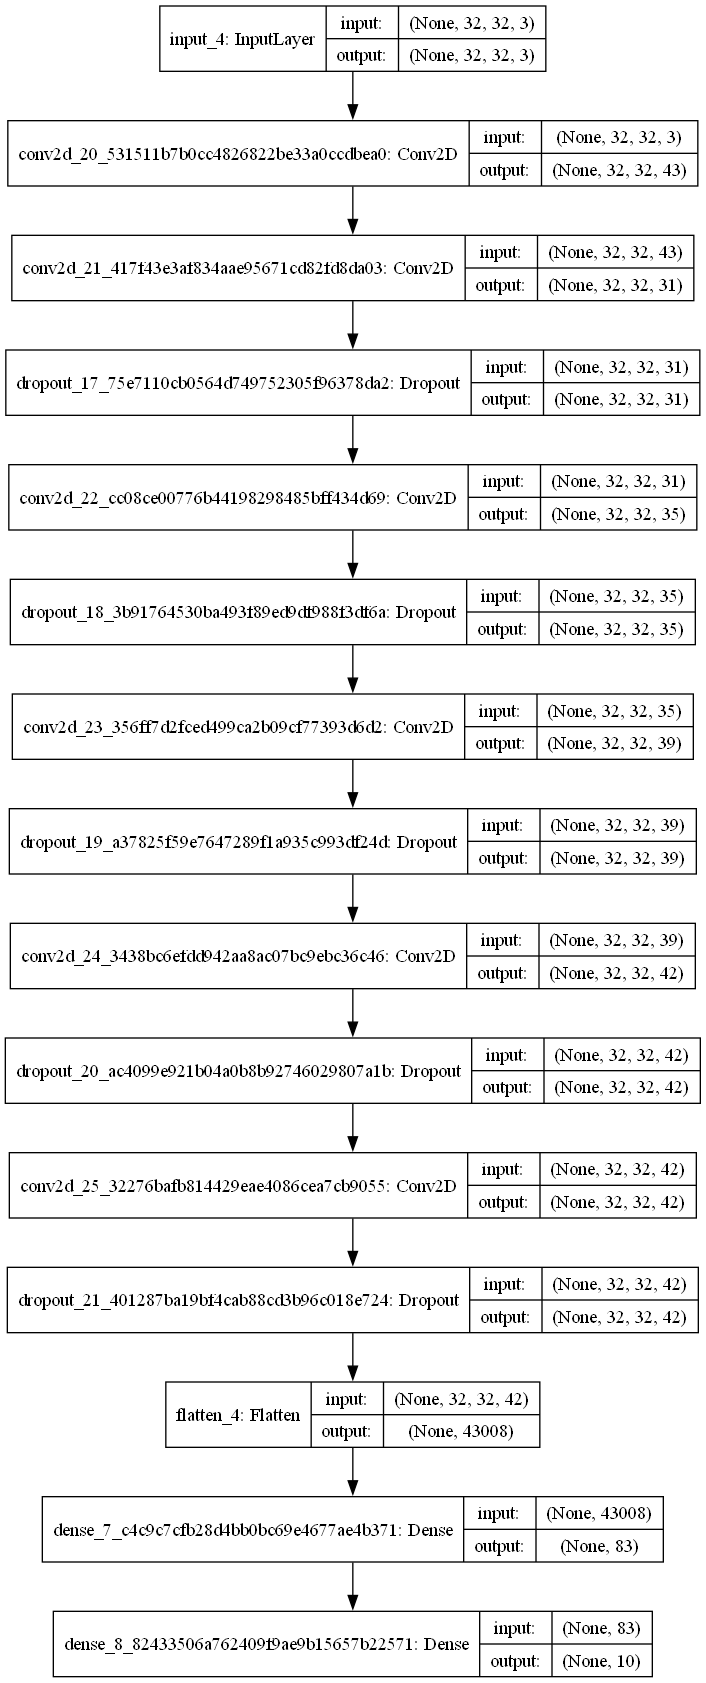 input_4: InputLayer
input: (None, 32, 32, 3)
output: (None, 32, 32, 3)
conv2d_20_531511b7b0cc4826822be33a0ccdbea0: Conv2D
input: (None, 32, 32, 3)
output: (None, 32, 32, 43)
conv2d_21_417f43e3af834aae95671cd82fd8da03: Conv2D
input: (None, 32, 32, 43)
output: (None, 32, 32, 31)
dropout_17_75e7110cb0564d749752305f96378da2: Dropout
input: (None, 32, 32, 31)
output: (None, 32, 32, 31)
conv2d_22_cc08ce00776b44198298485bff434d69: Conv2D
input: (None, 32, 32, 31)
output: (None, 32, 32, 35)
dropout_18_3b91764530ba493f89ed9df988f3df6a: Dropout
input: (None, 32, 32, 35)
output: (None, 32, 32, 35)
conv2d_23_356ff7d2fced499ca2b09cf77393d6d2: Conv2D
input: (None, 32, 32, 35)
output: (None, 32, 32, 39)
dropout_19_a37825f59e7647289f1a935c993df24d: Dropout
input: (None, 32, 32, 39)
output: (None, 32, 32, 39)
conv2d_24_3438bc6efdd942aa8ac07bc9ebc36c46: Conv2D
input: (None, 32, 32, 39)
output: (None, 32, 32, 42)
dropout_20_ac4099e921b04a0b8b92746029807a1b: Dropout
input: (None, 32, 32, 42)
output: (None, 32, 32, 42)
conv2d_25_32276bafb814429eae4086cea7cb9055: Conv2D
input: (None, 32, 32, 42)
output: (None, 32, 32, 42)
dropout_21_401287ba19bf4cab88cd3b96c018e724: Dropout
input: (None, 32, 32, 42)
output: (None, 32, 32, 42)
flatten_4: Flatten
input: (None, 32, 32, 42)
output: (None, 43008)
dense_7_c4c9c7cfb28d4bb0bc69e4677ae4b371: Dense
input: (None, 43008)
output: (None, 83)
dense_8_82433506a762409f9ae9b15657b22571: Dense
input: (None, 83)
output: (None, 10)